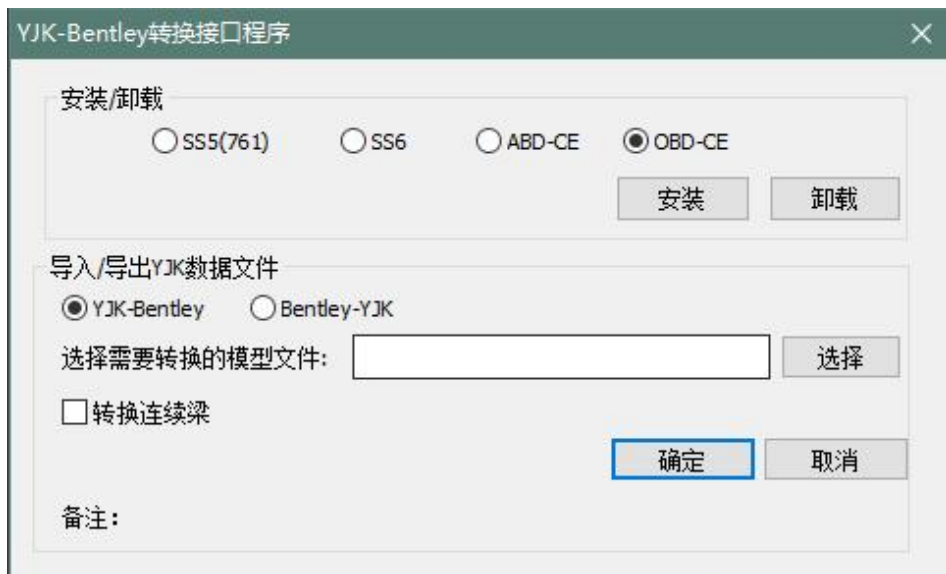 YJK-Bentley转换接口程序
安装/卸载
SS5(761) SS6 ABD-CE OBD-CE
安装 卸载
导入/导出YJK数据文件
YJK-Bentley Bentley-YJK
选择需要转换的模型文件: 选择
转换连续梁
确定 取消
备注: